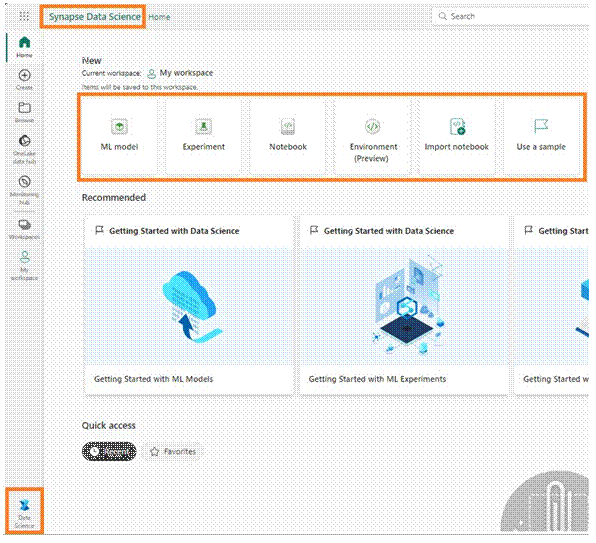 Synapse Data Science Home
Search
Home
Create
Browse
data hub
Monitoring hub
Workspaces
My workspace
Data Science
New
Current workspace: My workspace
Items will be saved to this workspace.
ML model
Experiment
Notebook
Environment (Preview)
Import notebook
Use a sample
Recommended
Getting Started with Data Science
Getting Started with Data Science
Getting Start
Getting Started with ML Models
Getting Started with ML Experiments
Getting Started w
Quick access
Favorites